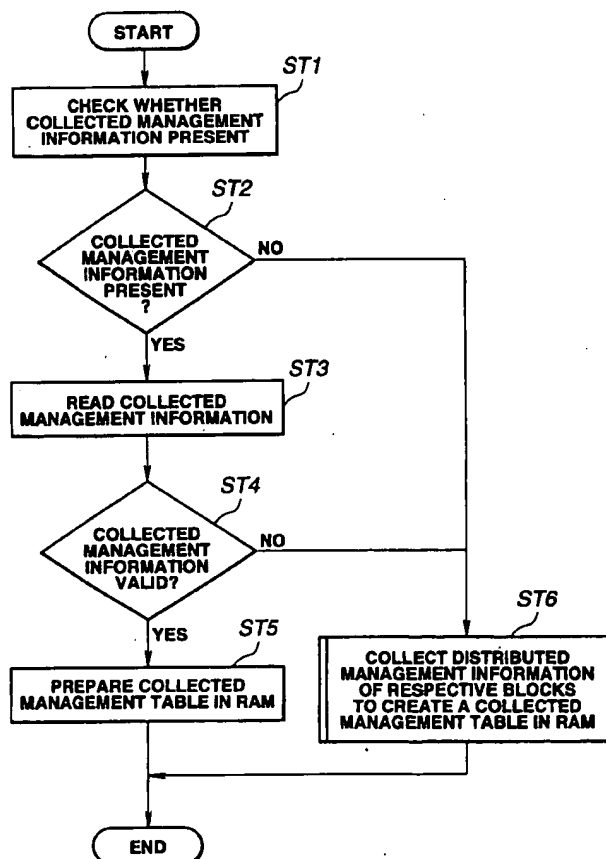 START
ST1
CHECK WHETHER
COLLECTED MANAGEMENT
INFORMATION PRESENT
ST2
COLLECTED
MANAGEMENT
INFORMATION
PRESENT
?
NO
YES
ST3
READ COLLECTED
MANAGEMENT INFORMATION
ST4
COLLECTED
MANAGEMENT
INFORMATION
VALID?
NO
YES
ST5
PREPARE COLLECTED
MANAGEMENT TABLE IN RAM
ST6
COLLECT DISTRIBUTED
MANAGEMENT INFORMATION
OF RESPECTIVE BLOCKS
TO CREATE A COLLECTED
MANAGEMENT TABLE IN RAM
END